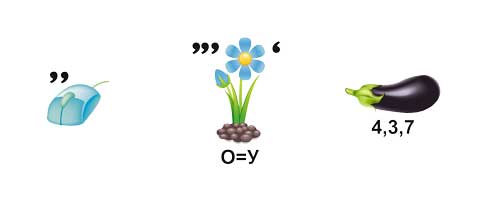 ,,
,,, ‘
О=У
4,3,7